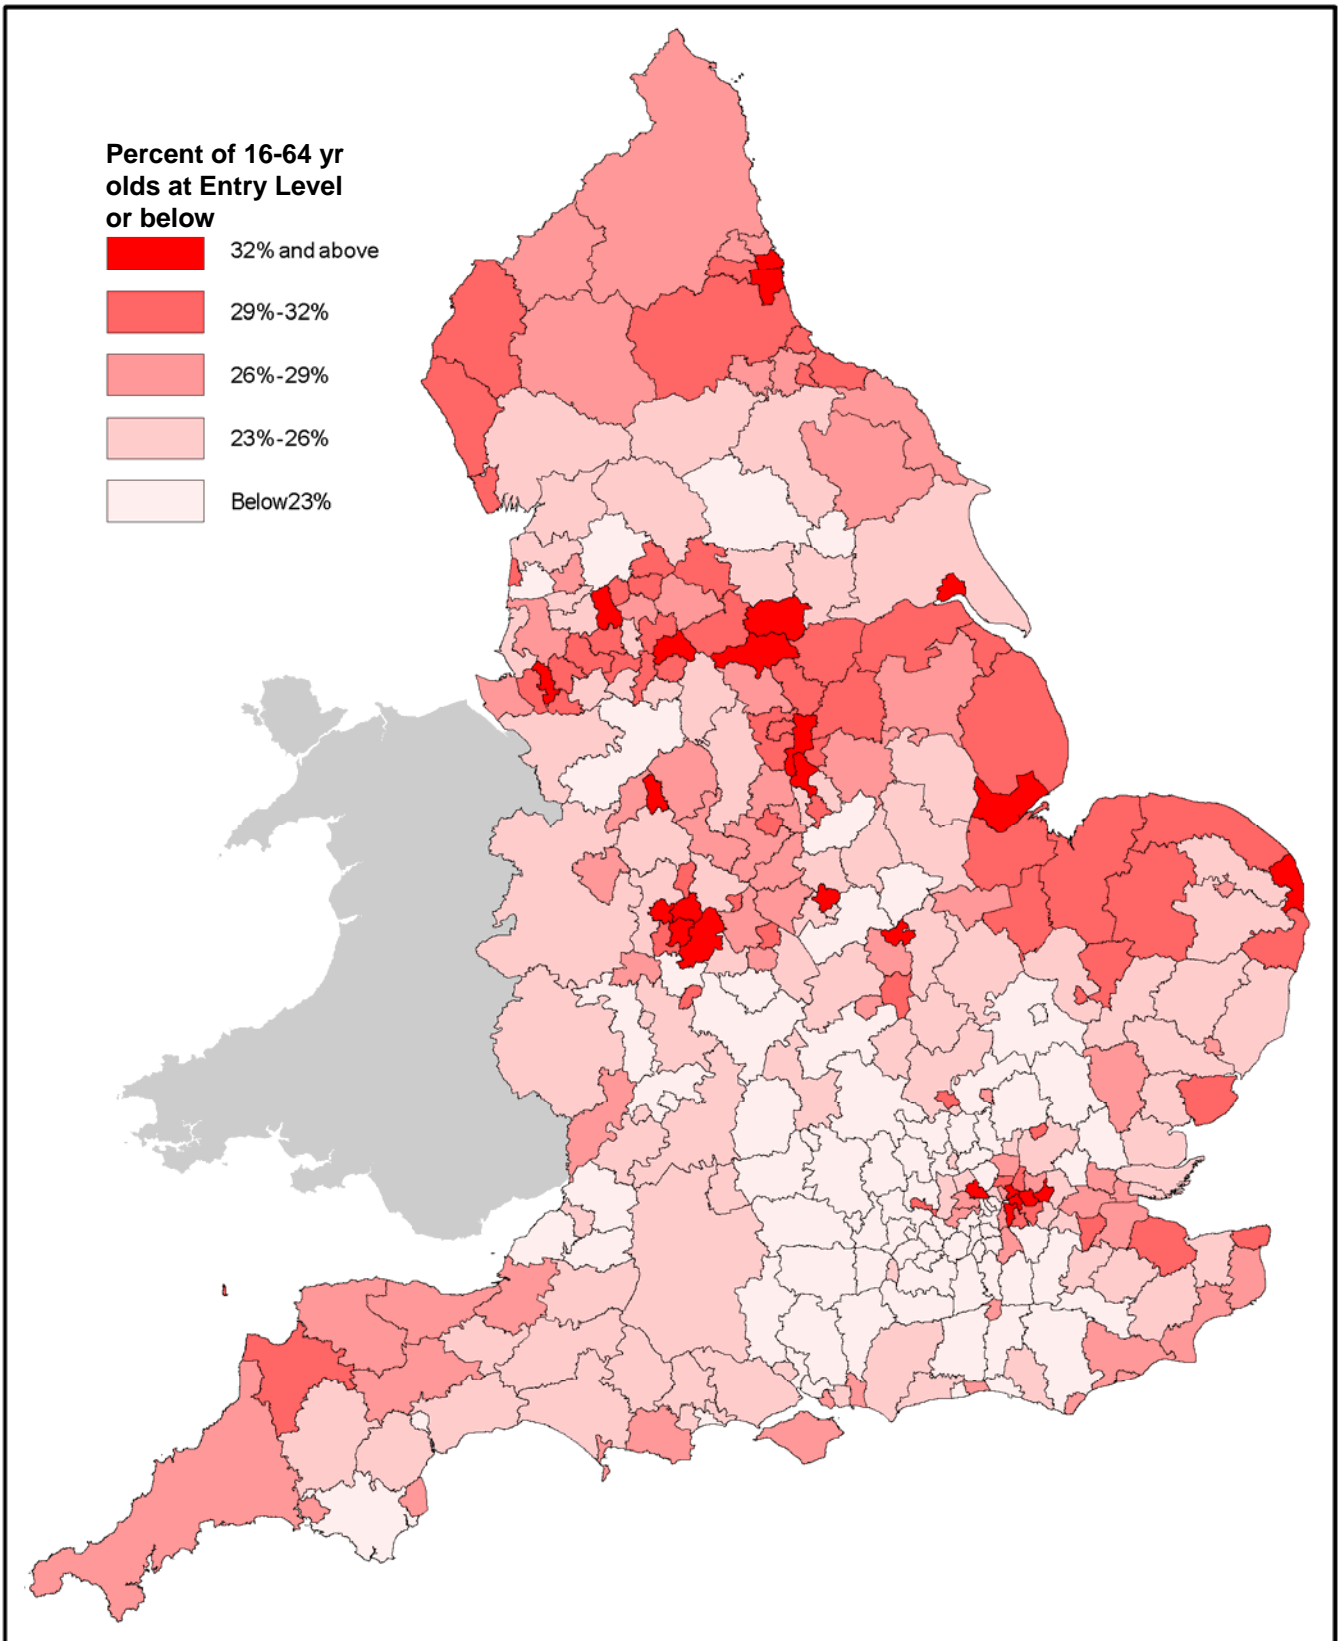 Percent of 16-64 yr
olds at Entry Level
or below
32% and above
29%-32%
26%-29%
23%-26%
Below23%